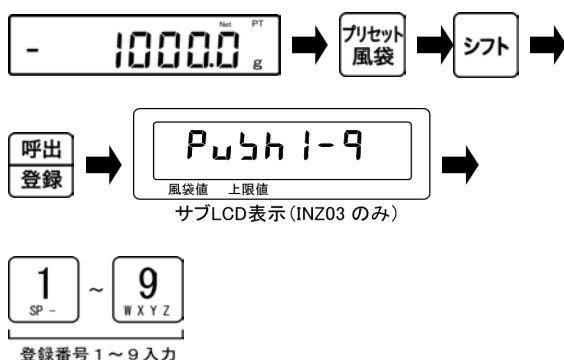 Net PT
- 1000.0 g
プリセット
風袋
シフト
呼出
登録
Push 1-9
風袋値 上限値
サブLCD表示(INZ03 のみ)
1 ~ 9
SP - WXYZ
登録番号1~9入力